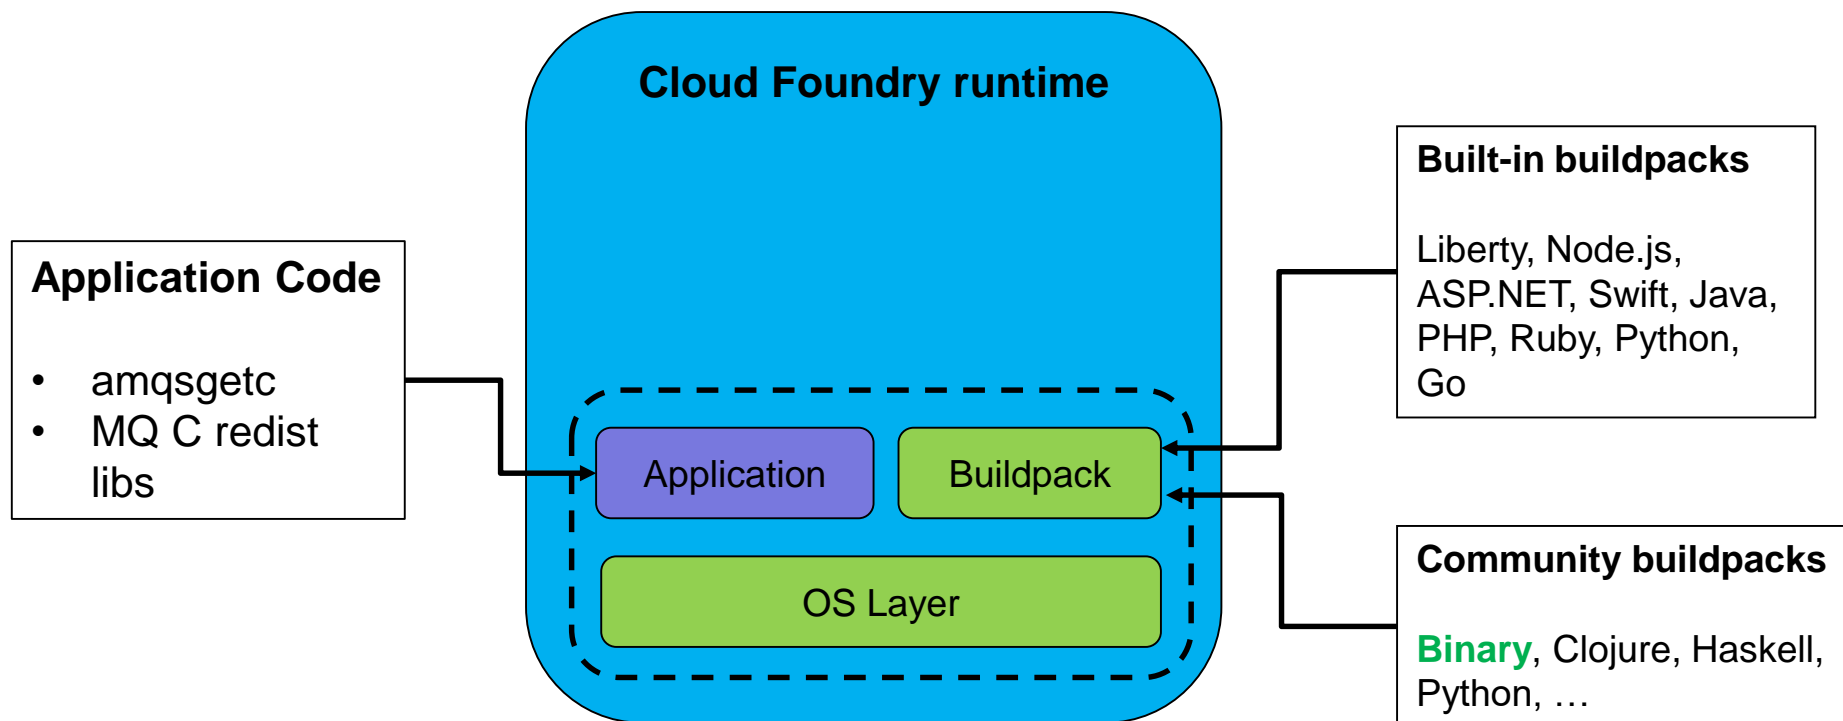 Cloud Foundry runtime
Application Code
• amqsgetc
• MQ C redist
libs
Application
Buildpack
OS Layer
Built-in buildpacks
Liberty, Node.js,
ASP.NET, Swift, Java,
PHP, Ruby, Python,
Go
Community buildpacks
Binary, Clojure, Haskell,
Python, …